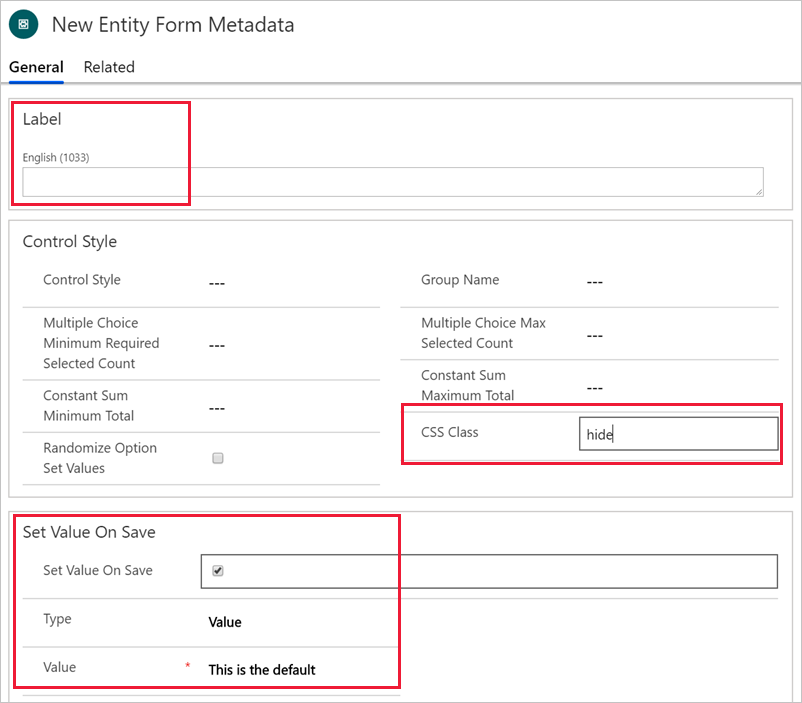 New Entity Form Metadata
General Related
Label
English (1033)
Control Style
Control Style ---
Group Name ---
Multiple Choice
Minimum Required
Selected Count ---
Multiple Choice Max
Selected Count ---
Constant Sum
Minimum Total ---
Constant Sum
Maximum Total ---
Randomize Option
Set Values
CSS Class hide
Set Value On Save
Set Value On Save
Type Value
Value * This is the default